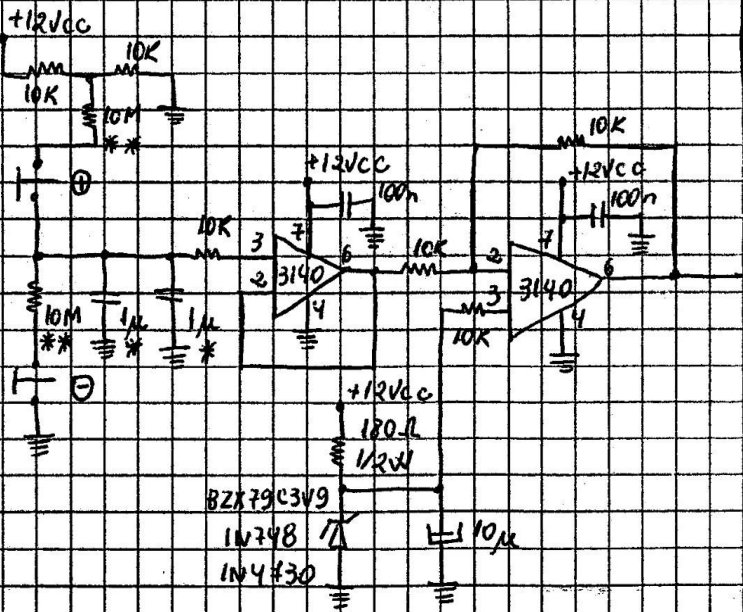 +12VCC
10K
10K
10M
**
+
+12VCC
100n
10K
3
7
6
2
3140
4
10M
**
1µ
*
1µ
*
-
10K
10K
+12VCC
100n
2
7
6
3
3140
4
10K
+12VCC
180Ω
1/2W
BZX79C3V9
1N748
1N4730
10µ